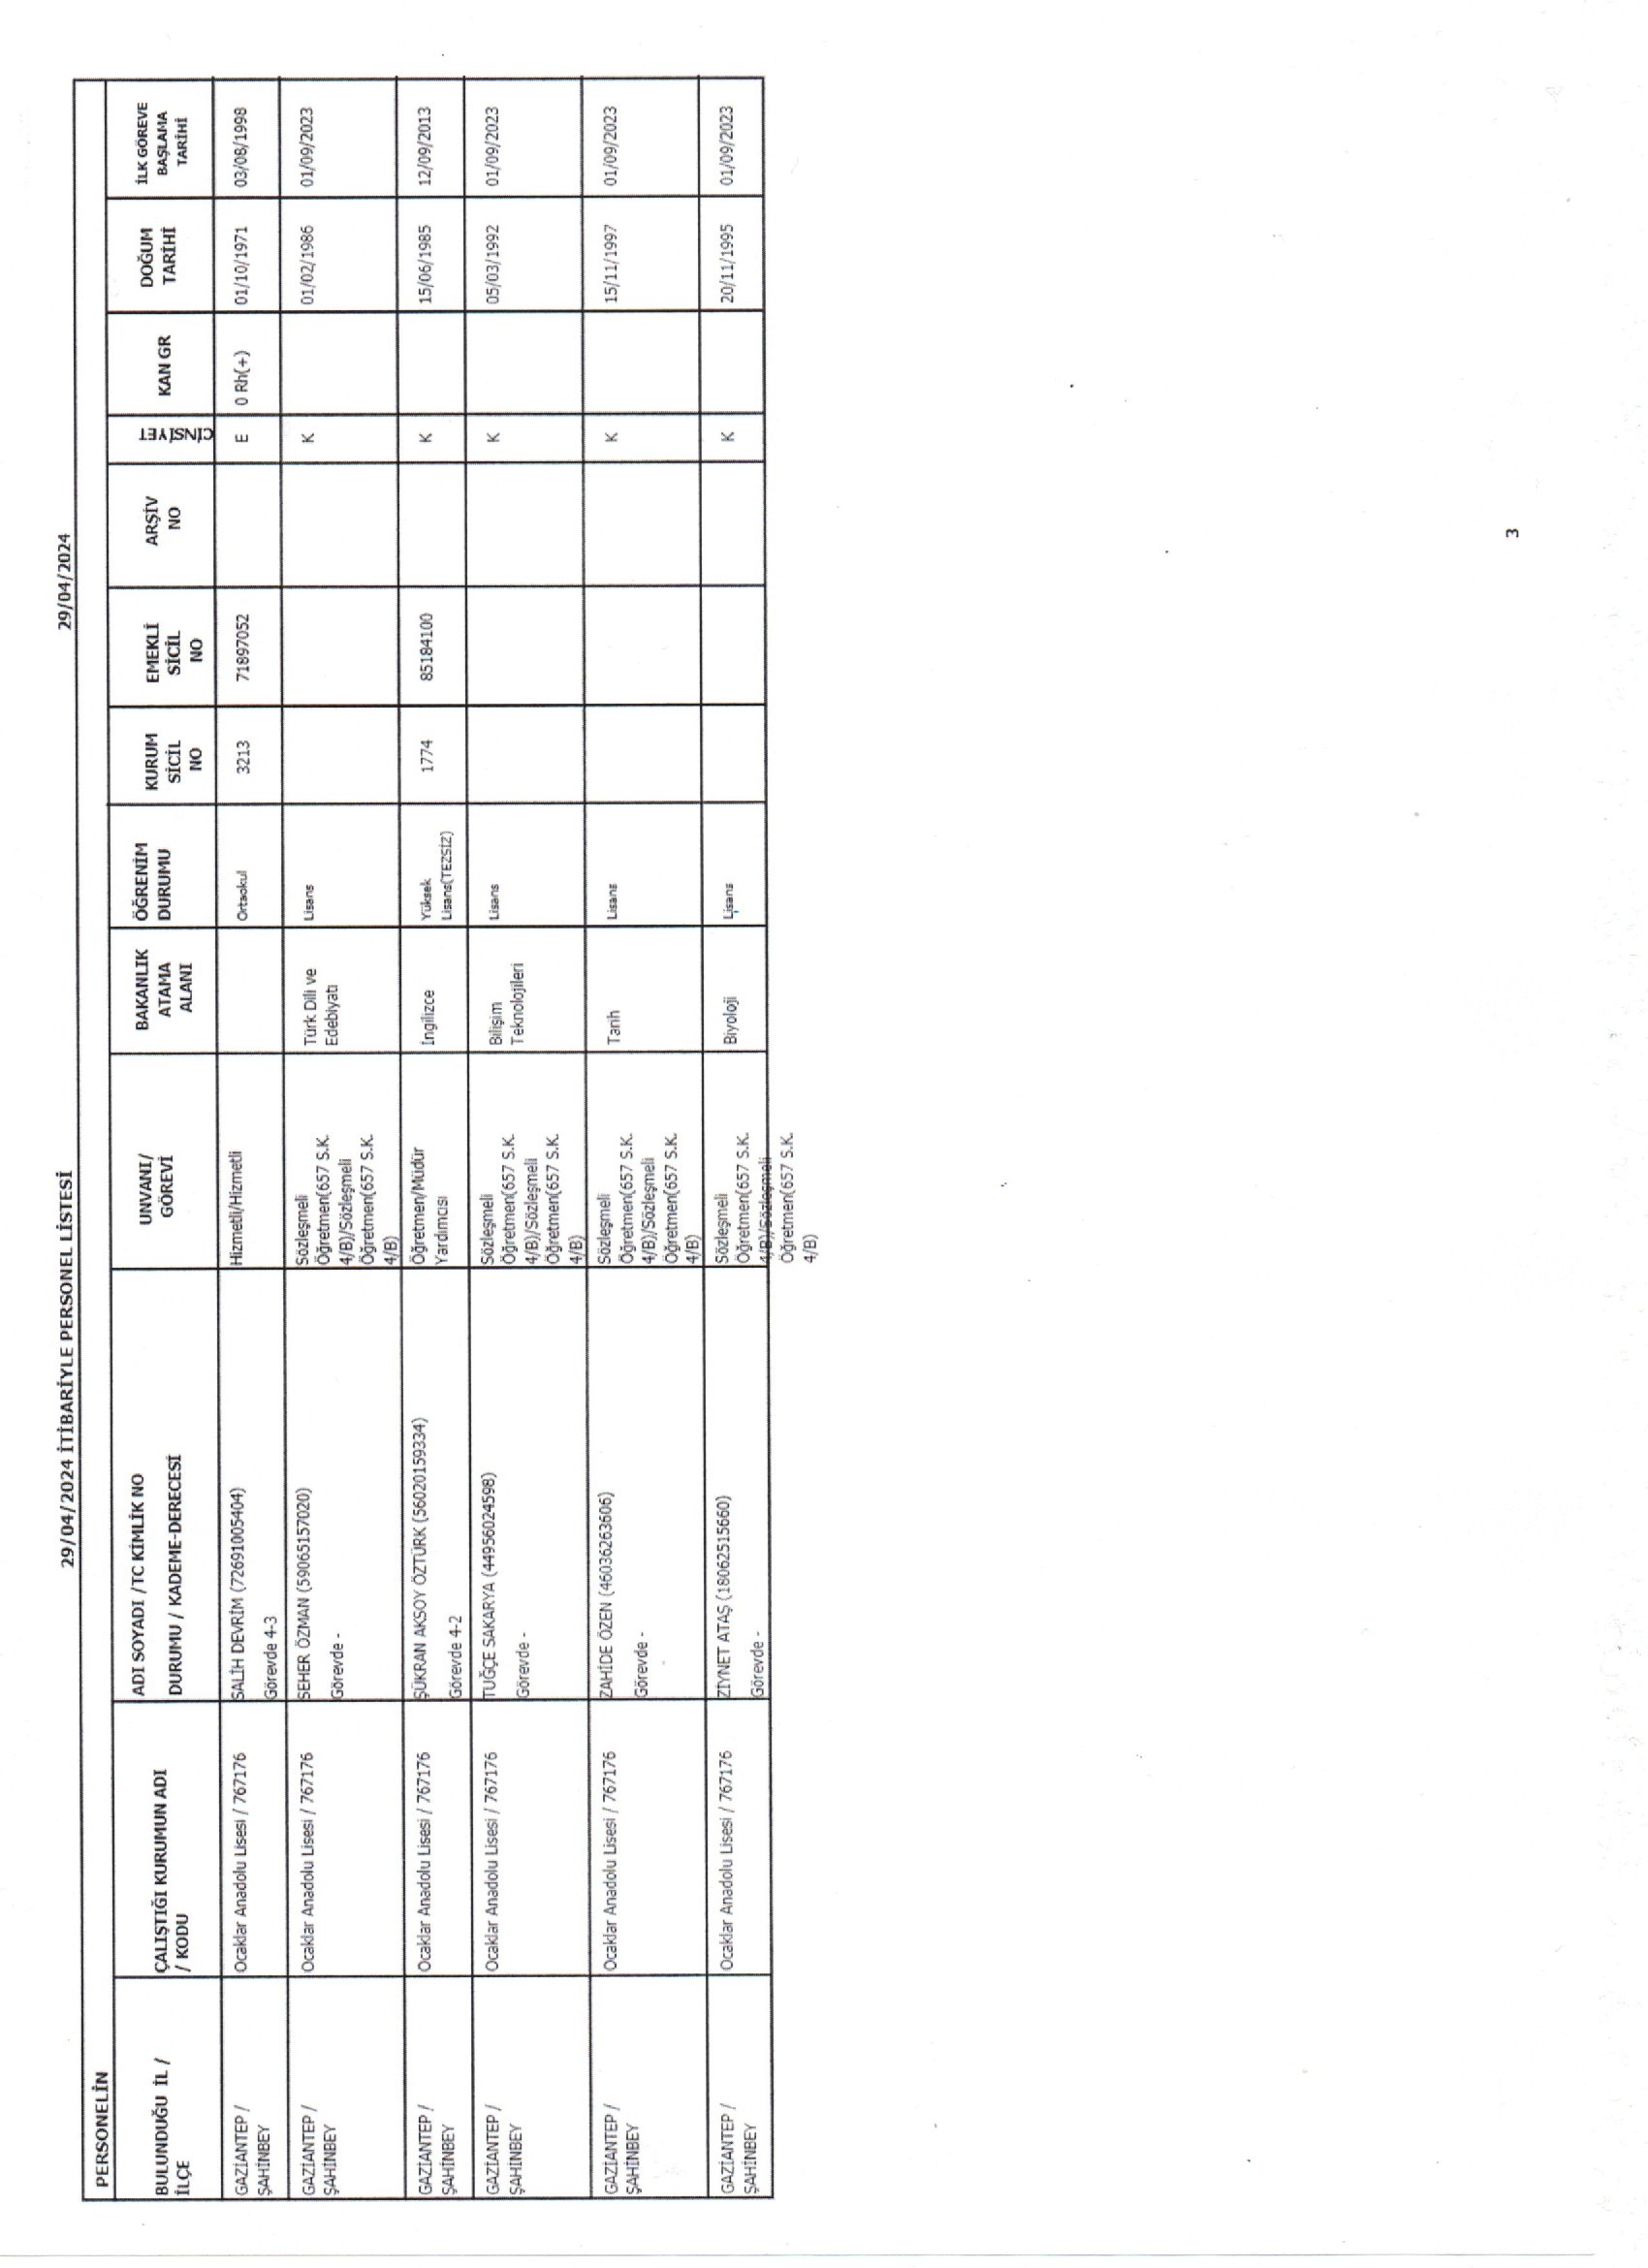 29/04/2024 İTİBARİYLE PERSONEL LİSTESİ
29/04/2024
PERSONELİN
BULUNDUĞU İL /
İLÇE
ÇALIŞTIĞI KURUMUN ADI
/ KODU
ADI SOYADI /TC KİMLİK NO
DURUMU / KADEME-DERECESİ
UNVANI/
GÖREVİ
BAKANLIK
ATAMA
ALANI
ÖĞRENİM
DURUMU
KURUM
SİCİL
NO
EMEKLİ
SİCİL
NO
ARŞİV
NO
CİNSİYET
KAN GR
DOĞUM
TARİHİ
İLK GÖREVE
BAŞLAMA
TARİHİ
GAZİANTEP /
ŞAHİNBEY
Ocaklar Anadolu Lisesi / 767176
SALİH DEVRİM (72691005404)
Görevde 4-3
Hizmetli/Hizmetli
Ortaokul
3213
71897052
E
0 Rh(+)
01/10/1971
03/08/1998
GAZİANTEP /
ŞAHİNBEY
Ocaklar Anadolu Lisesi / 767176
SEHER ÖZMAN (59065157020)
Görevde -
Sözleşmeli
Öğretmen(657 S.K.
4/B)/Sözleşmeli
Öğretmen(657 S.K.
4/B)
Türk Dili ve
Edebiyatı
Lisans
K
01/02/1986
01/09/2023
GAZİANTEP /
ŞAHİNBEY
Ocaklar Anadolu Lisesi / 767176
ŞÜKRAN AKSOY ÖZTÜRK (56020159334)
Görevde 4-2
Öğretmen/Müdür
Yardımcısı
İngilizce
Yüksek
Lisans(TEZSİZ)
1774
85184100
K
15/06/1985
12/09/2013
GAZİANTEP /
ŞAHİNBEY
Ocaklar Anadolu Lisesi / 767176
TUĞÇE SAKARYA (44956024598)
Görevde -
Sözleşmeli
Öğretmen(657 S.K.
4/B)/Sözleşmeli
Öğretmen(657 S.K.
4/B)
Bilişim
Teknolojileri
Lisans
K
05/03/1992
01/09/2023
GAZİANTEP /
ŞAHİNBEY
Ocaklar Anadolu Lisesi / 767176
ZAHİDE ÖZEN (46036263606)
Görevde -
Sözleşmeli
Öğretmen(657 S.K.
4/B)/Sözleşmeli
Öğretmen(657 S.K.
4/B)
Tarih
Lisans
K
15/11/1997
01/09/2023
GAZİANTEP /
ŞAHİNBEY
Ocaklar Anadolu Lisesi / 767176
ZİYNET ATAŞ (18062515660)
Görevde -
Sözleşmeli
Öğretmen(657 S.K.
4/B)/Sözleşmeli
Öğretmen(657 S.K.
4/B)
Biyoloji
Lisans
K
20/11/1995
01/09/2023
3